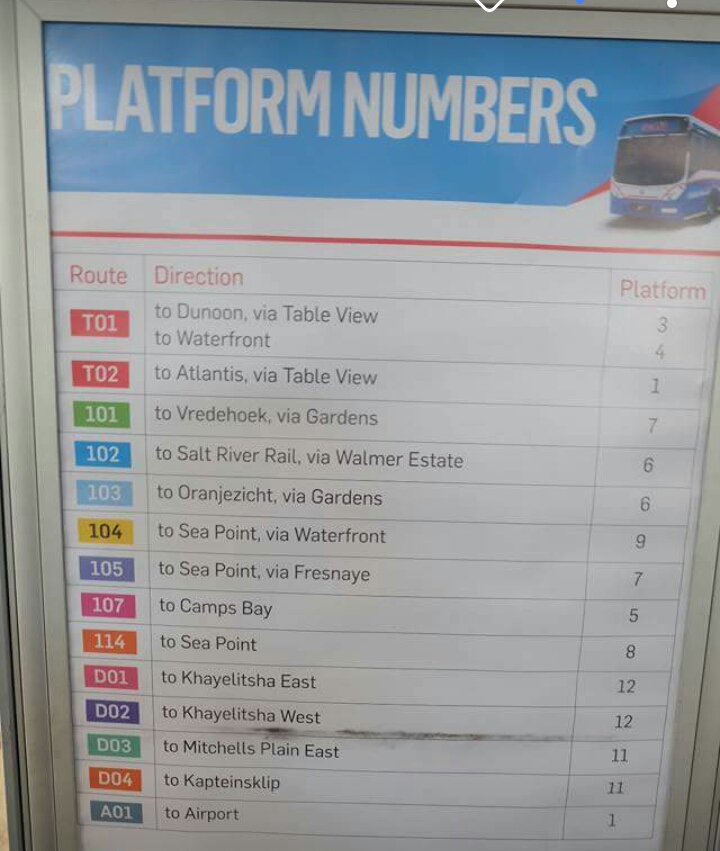 PLATFORM NUMBERS
Route Direction Platform
T01 to Dunoon, via Table View 3
to Waterfront 4
T02 to Atlantis, via Table View 1
101 to Vredehoek, via Gardens 7
102 to Salt River Rail, via Walmer Estate 6
103 to Oranjezicht, via Gardens 6
104 to Sea Point, via Waterfront 9
105 to Sea Point, via Fresnaye 7
107 to Camps Bay 5
114 to Sea Point 8
D01 to Khayelitsha East 12
D02 to Khayelitsha West 12
D03 to Mitchells Plain East 11
D04 to Kapteinsklip 11
A01 to Airport 1